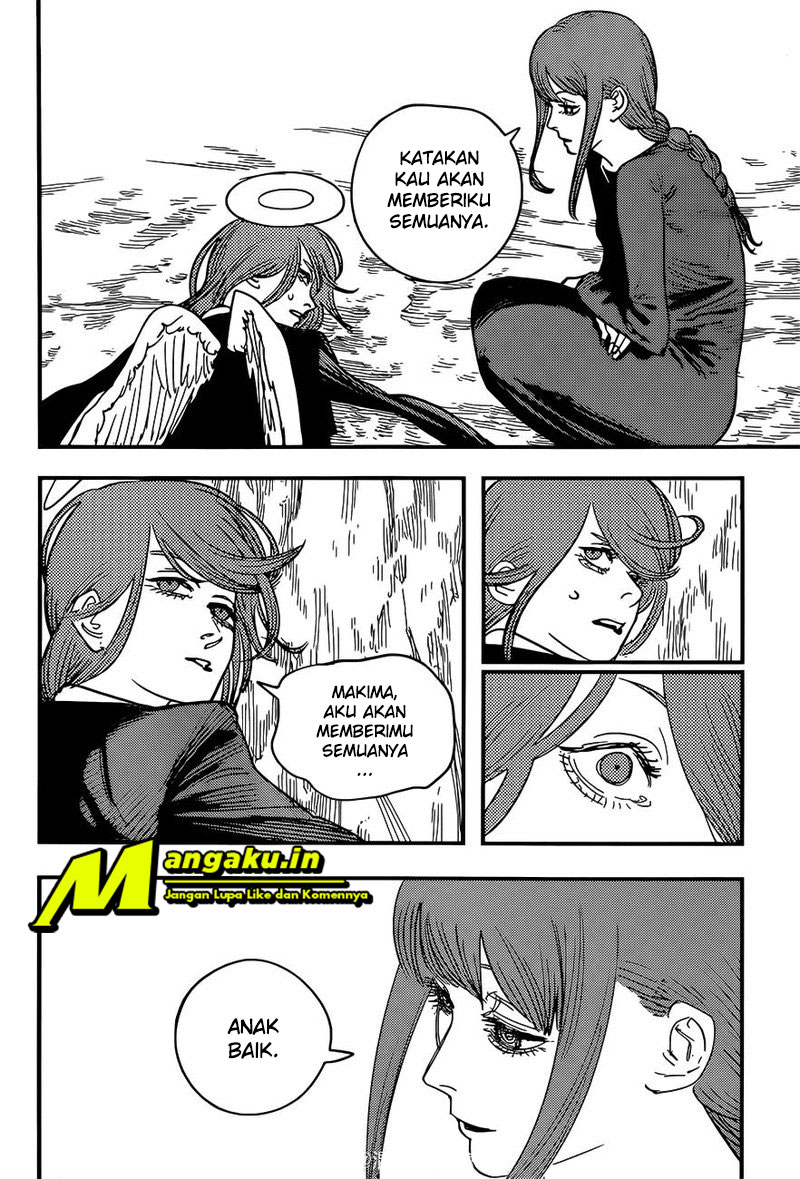 KATAKAN
KAU AKAN
MEMBERIKU
SEMUANYA.
MAKIMA,
AKU AKAN
MEMBERIMU
SEMUANYA
...
Mangaku.in
Jangan Lupa Like dan Komennya
ANAK
BAIK.